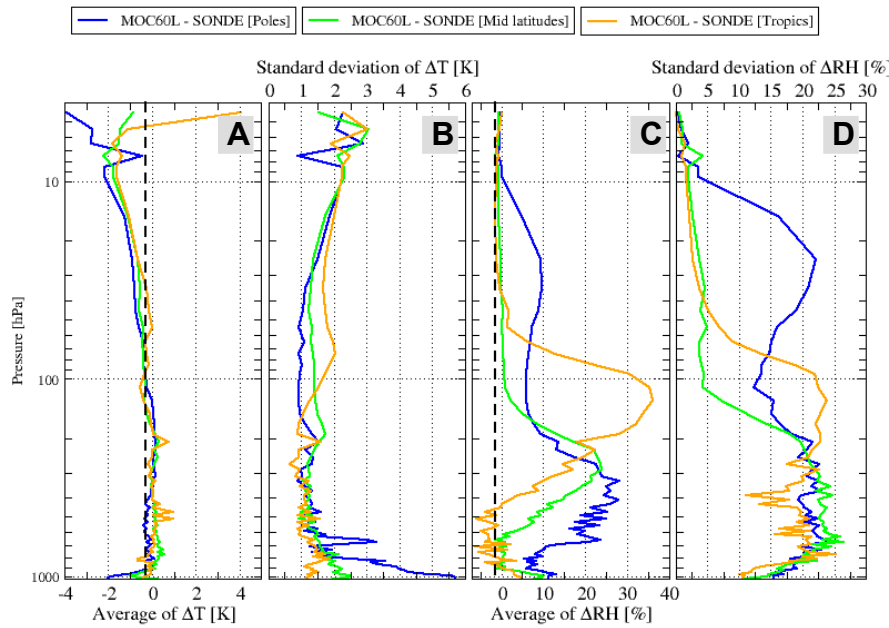 MOC60L - SONDE [Poles] MOC60L - SONDE [Mid latitudes] MOC60L - SONDE [Tropics]
Standard deviation of ΔT [K] Standard deviation of ΔRH [%]
0 1 2 3 4 5 6 7 0 5 10 15 20 25 30
A B C D
10
100
1000
Pressure [hPa]
-4 -2 0 2 4 0 10 20 30 40
Average of ΔT [K] Average of ΔRH [%]